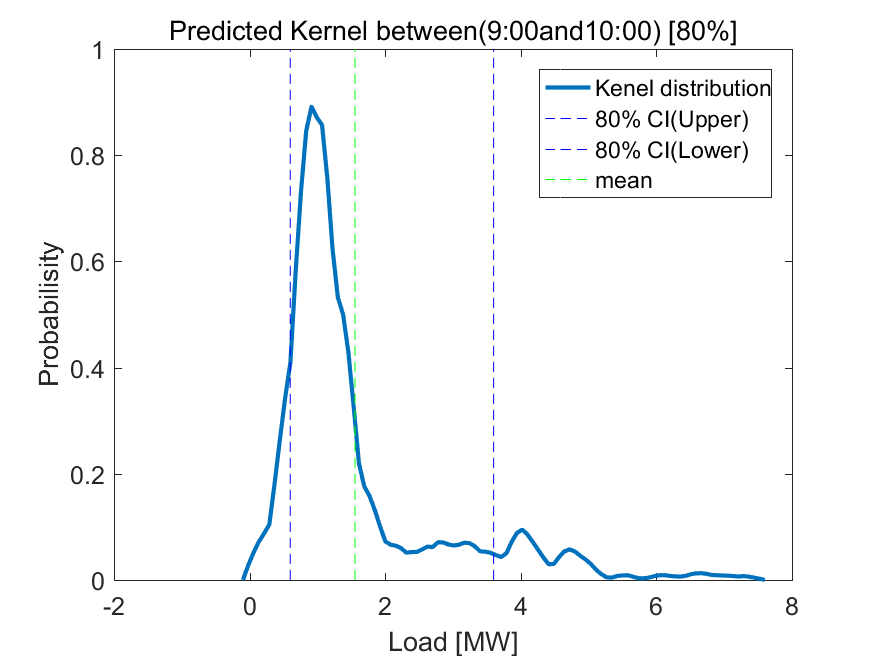 Predicted Kernel between(9:00and10:00) [80%]
1
0.8
0.6
0.4
0.2
0
Probabilisity
Kenel distribution
80% CI(Upper)
80% CI(Lower)
mean
-2 0 2 4 6 8
Load [MW]